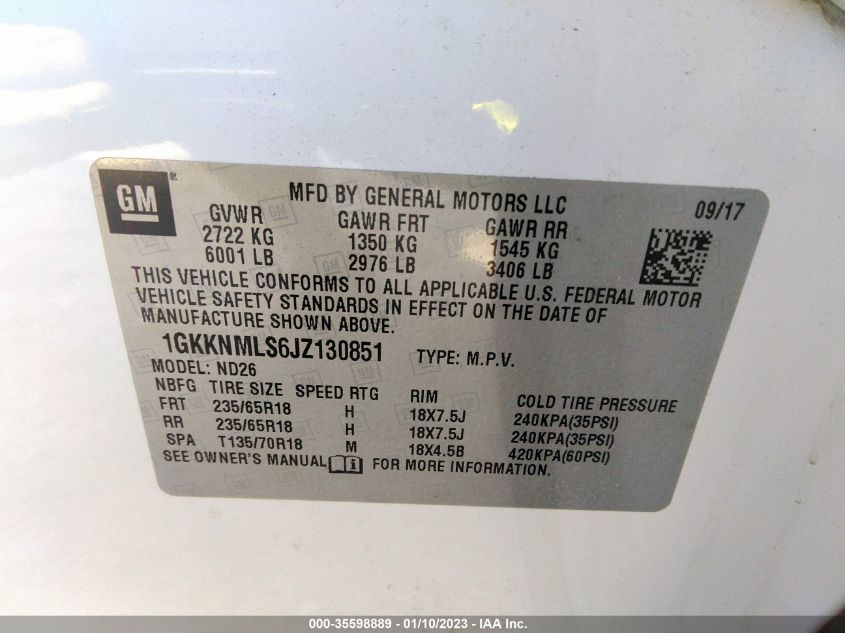 GM®
MFD BY GENERAL MOTORS LLC 09/17
GVWR GAWR FRT GAWR RR
2722 KG 1350 KG 1545 KG
6001 LB 2976 LB 3406 LB
THIS VEHICLE CONFORMS TO ALL APPLICABLE U.S. FEDERAL MOTOR
VEHICLE SAFETY STANDARDS IN EFFECT ON THE DATE OF
MANUFACTURE SHOWN ABOVE.
1GKKNMLS6JZ130851 TYPE: M.P.V.
MODEL: ND26
NBFG TIRE SIZE SPEED RTG RIM COLD TIRE PRESSURE
FRT 235/65R18 H 18X7.5J 240KPA(35PSI)
RR 235/65R18 H 18X7.5J 240KPA(35PSI)
SPA T135/70R18 M 18X4.5B 420KPA(60PSI)
SEE OWNER'S MANUAL FOR MORE INFORMATION.
000-35598889 - 01/10/2023 - IAA Inc.